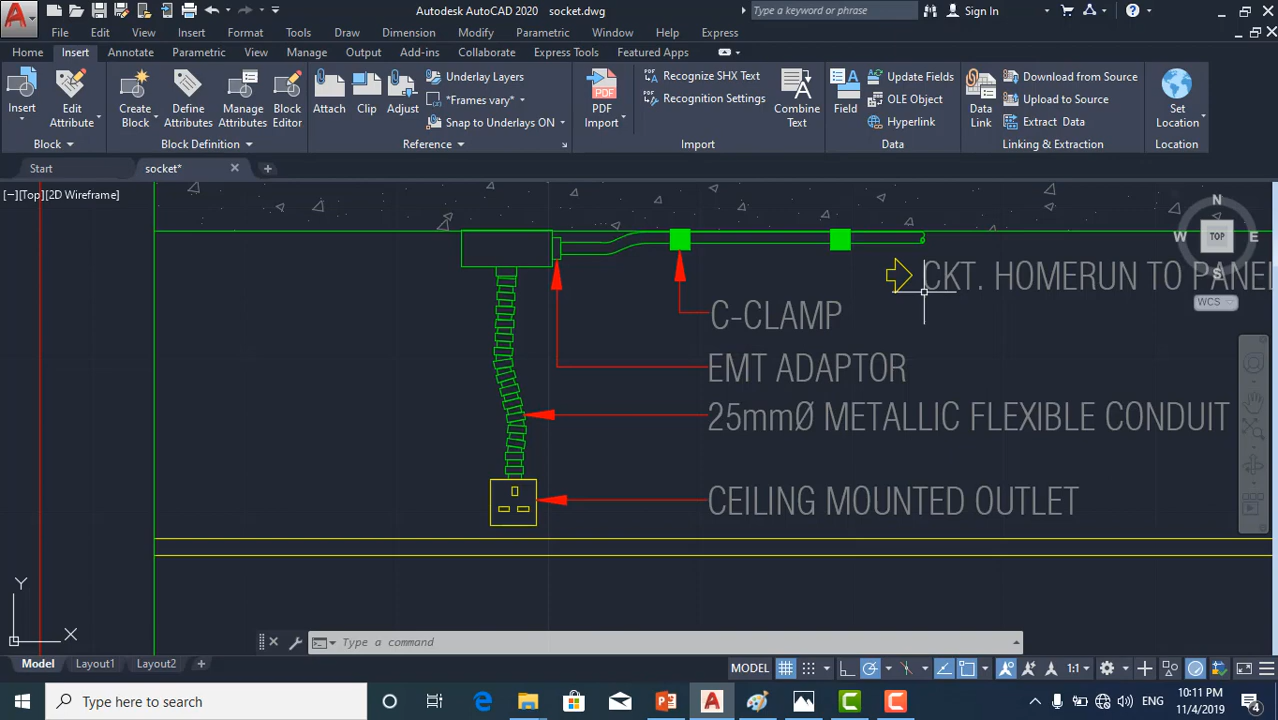 Autodesk AutoCAD 2020 socket.dwg
Type a keyword or phrase
Sign In
File Edit View Insert Format Tools Draw Dimension Modify Parametric Window Help Express
Home Insert Annotate Parametric View Manage Output Add-ins Collaborate Express Tools Featured Apps
Insert
Edit Attribute
Create Block
Define Attributes
Manage Attributes
Block Editor
Attach
Clip
Adjust
Underlay Layers
*Frames vary*
Snap to Underlays ON
PDF Import
Recognize SHX Text
Recognition Settings
Combine Text
Field
Update Fields
OLE Object
Hyperlink
Data Link
Download from Source
Upload to Source
Extract Data
Set Location
Block
Block Definition
Reference
Import
Data
Linking & Extraction
Location
Start socket*
[−][Top][2D Wireframe]
N
W TOP E
S
WCS
CKT. HOMERUN TO PANEL
C-CLAMP
EMT ADAPTOR
25mmØ METALLIC FLEXIBLE CONDUIT
CEILING MOUNTED OUTLET
Y
X
Type a command
Model Layout1 Layout2
MODEL
1:1
Type here to search
ENG
10:11 PM
11/4/2019
4